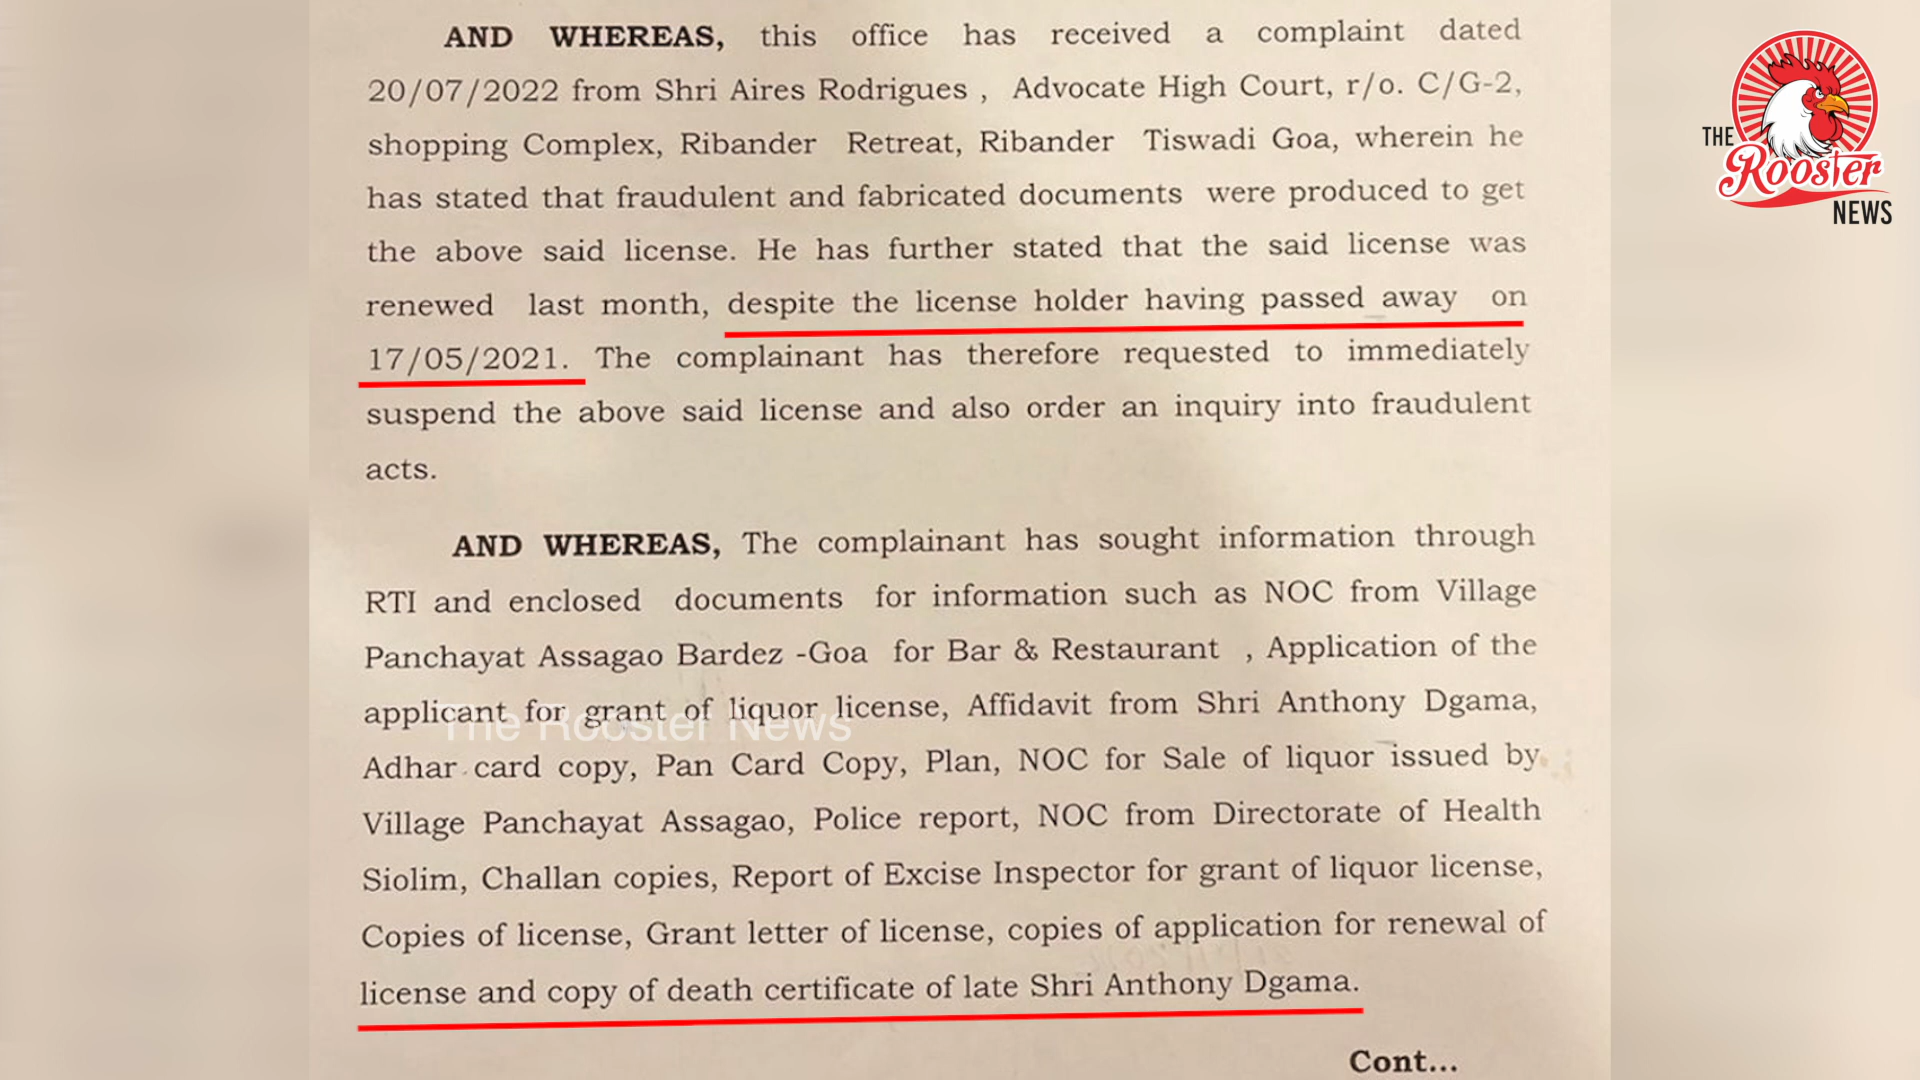 AND WHEREAS, this office has received a complaint dated
20/07/2022 from Shri Aires Rodrigues , Advocate High Court, r/o. C/G-2,
shopping Complex, Ribander Retreat, Ribander Tiswadi Goa, wherein he
has stated that fraudulent and fabricated documents were produced to get
the above said license. He has further stated that the said license was
renewed last month, despite the license holder having passed away on
17/05/2021. The complainant has therefore requested to immediately
suspend the above said license and also order an inquiry into fraudulent
acts.
AND WHEREAS, The complainant has sought information through
RTI and enclosed documents for information such as NOC from Village
Panchayat Assagao Bardez -Goa for Bar & Restaurant , Application of the
applicant for grant of liquor license, Affidavit from Shri Anthony Dgama,
Adhar card copy, Pan Card Copy, Plan, NOC for Sale of liquor issued by
Village Panchayat Assagao, Police report, NOC from Directorate of Health
Siolim, Challan copies, Report of Excise Inspector for grant of liquor license,
Copies of license, Grant letter of license, copies of application for renewal of
license and copy of death certificate of late Shri Anthony Dgama.
Cont...
The Rooster News
THE
Rooster
NEWS